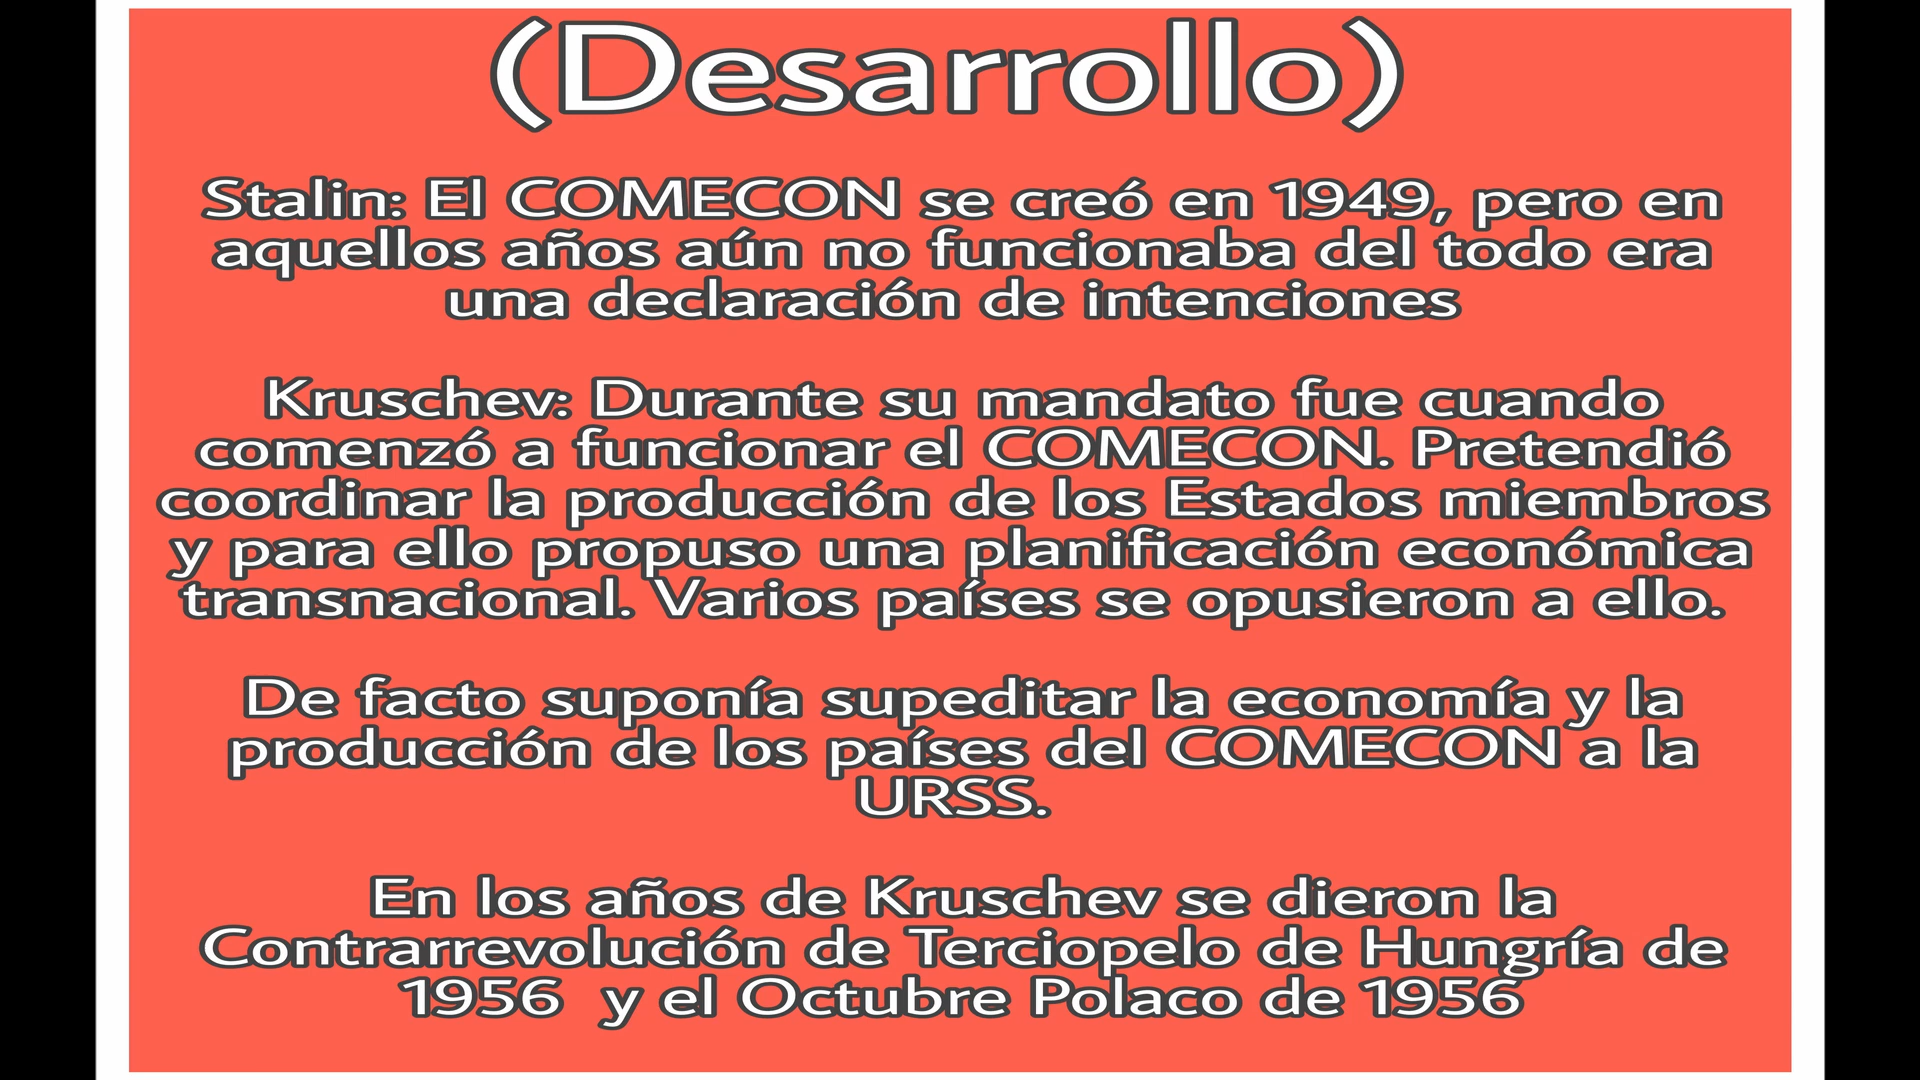 (Desarrollo)
Stalin: El COMECON se creó en 1949, pero en
aquellos años aún no funcionaba del todo era
una declaración de intenciones
Kruschev: Durante su mandato fue cuando
comenzó a funcionar el COMECON. Pretendió
coordinar la producción de los Estados miembros
y para ello propuso una planificación económica
transnacional. Varios países se opusieron a ello.
De facto suponía supeditar la economía y la
producción de los países del COMECON a la
URSS.
En los años de Kruschev se dieron la
Contrarrevolución de Terciopelo de Hungría de
1956 y el Octubre Polaco de 1956